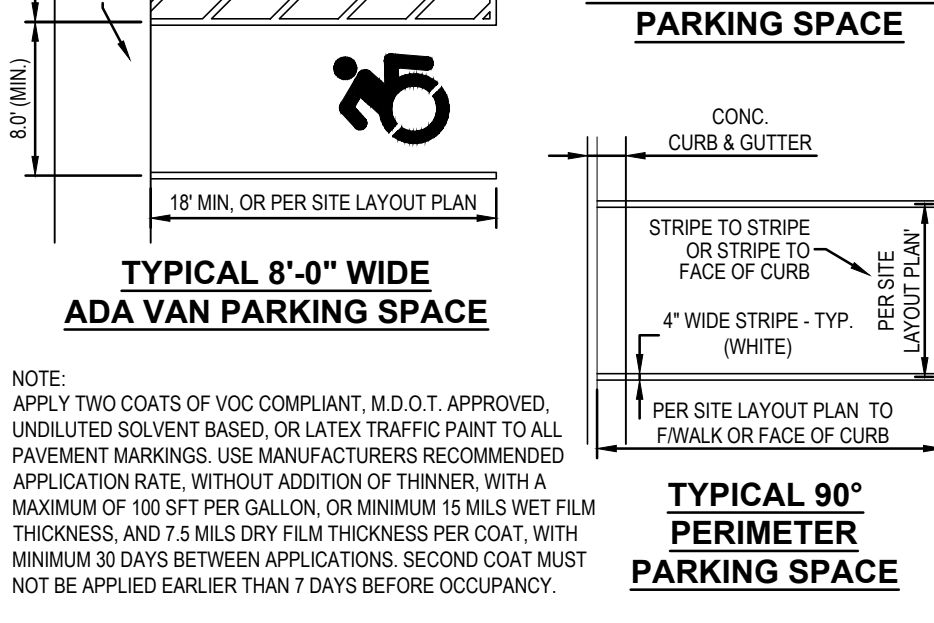 PARKING SPACE
8.0' (MIN.)
18' MIN, OR PER SITE LAYOUT PLAN
TYPICAL 8'-0" WIDE
ADA VAN PARKING SPACE
CONC.
CURB & GUTTER
STRIPE TO STRIPE
OR STRIPE TO
FACE OF CURB
PER SITE
LAYOUT PLAN'
4" WIDE STRIPE - TYP.
(WHITE)
PER SITE LAYOUT PLAN TO
F/WALK OR FACE OF CURB
TYPICAL 90°
PERIMETER
PARKING SPACE
NOTE:
APPLY TWO COATS OF VOC COMPLIANT, M.D.O.T. APPROVED,
UNDILUTED SOLVENT BASED, OR LATEX TRAFFIC PAINT TO ALL
PAVEMENT MARKINGS. USE MANUFACTURERS RECOMMENDED
APPLICATION RATE, WITHOUT ADDITION OF THINNER, WITH A
MAXIMUM OF 100 SFT PER GALLON, OR MINIMUM 15 MILS WET FILM
THICKNESS, AND 7.5 MILS DRY FILM THICKNESS PER COAT, WITH
MINIMUM 30 DAYS BETWEEN APPLICATIONS. SECOND COAT MUST
NOT BE APPLIED EARLIER THAN 7 DAYS BEFORE OCCUPANCY.